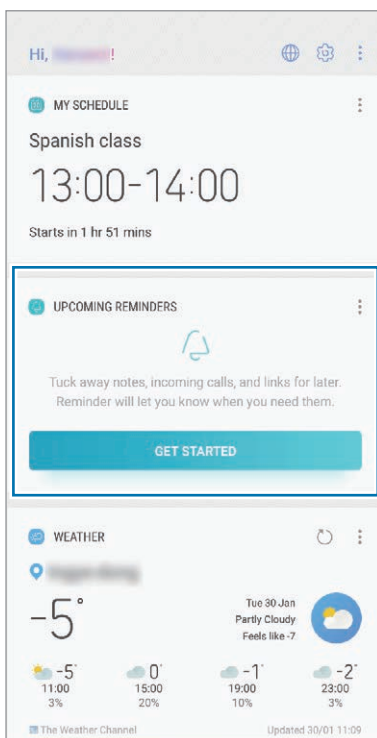 Hi, !
MY SCHEDULE
Spanish class
13:00-14:00
Starts in 1 hr 51 mins
UPCOMING REMINDERS
Tuck away notes, incoming calls, and links for later.
Reminder will let you know when you need them.
GET STARTED
WEATHER
-5°
Tue 30 Jan
Partly Cloudy
Feels like -7
-5° 0° -1° -2°
11:00 15:00 19:00 23:00
3% 20% 10% 3%
The Weather Channel Updated 30/01 11:09